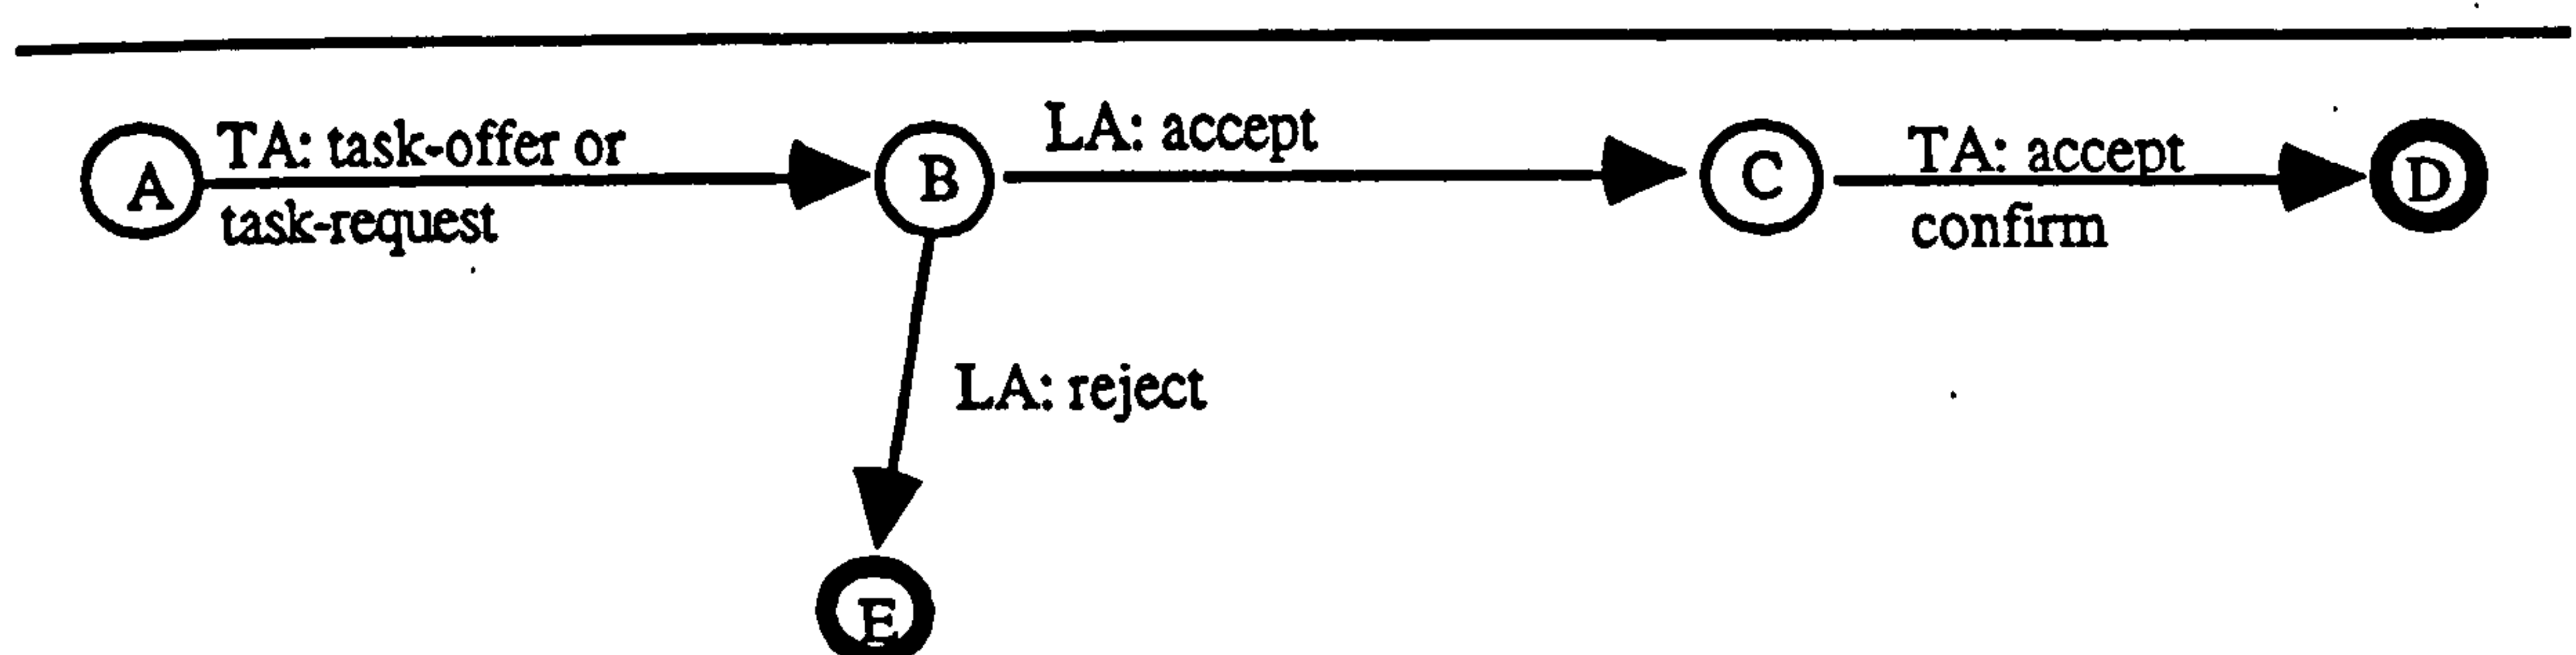 A
TA: task-offer or
task-request
B
LA: accept
C
TA: accept
confirm
D
LA: reject
E